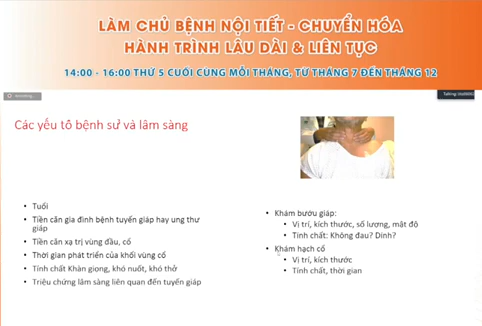 LÀM CHỦ BỆNH NỘI TIẾT - CHUYỂN HÓA
HÀNH TRÌNH LÂU DÀI & LIÊN TỤC
14:00 - 16:00 THỨ 5 CUỐI CÙNG MỖI THÁNG, TỪ THÁNG 7 ĐẾN THÁNG 12
Các yếu tố bệnh sử và lâm sàng
• Tuổi
• Tiền căn gia đình bệnh tuyến giáp hay ung thư
giáp
• Tiền căn xạ trị vùng đầu, cổ
• Thời gian phát triển của khối vùng cổ
• Tính chất Khàn giọng, khó nuốt, khó thở
• Triệu chứng lâm sàng liên quan đến tuyến giáp
• Khám bướu giáp:
• Vị trí, kích thước, số lượng, mật độ
• Tính chất: Không đau? Dính?
• Khám hạch cổ
• Vị trí, kích thước
• Tính chất, thời gian